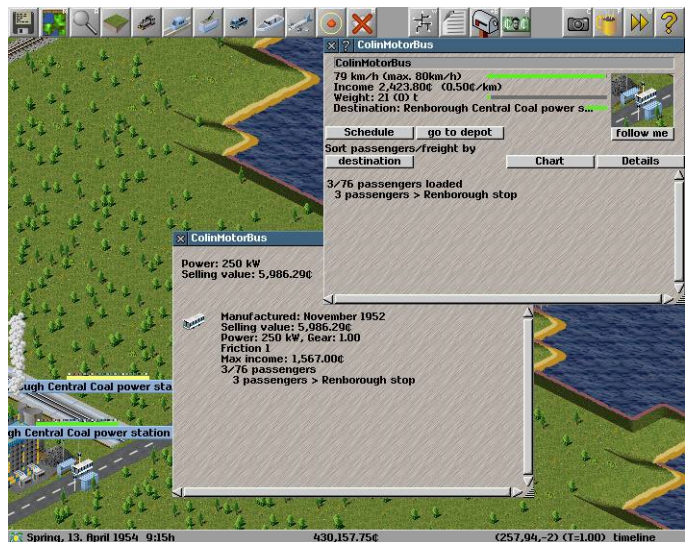 ColinMotorBus
ColinMotorBus
79 km/h (max. 80km/h)
Income 2,423.80¢ (0.50¢/km)
Weight: 21 (0) t
Destination: Renborough Central Coal power s...
Schedule
go to depot
follow me
Sort passengers/freight by
destination
Chart
Details
3/76 passengers loaded
3 passengers > Renborough stop
ColinMotorBus
Power: 250 kW
Selling value: 5,986.29¢
Manufactured: November 1952
Selling value: 5,986.29¢
Power: 250 kW, Gear: 1.00
Friction 1
Max income: 1,567.00¢
3/76 passengers
3 passengers > Renborough stop
ough Central Coal power sta
gh Central Coal power station
Spring, 13. April 1954 9:15h
430,157.75¢
(257,94,-2) (T=1.00) timeline